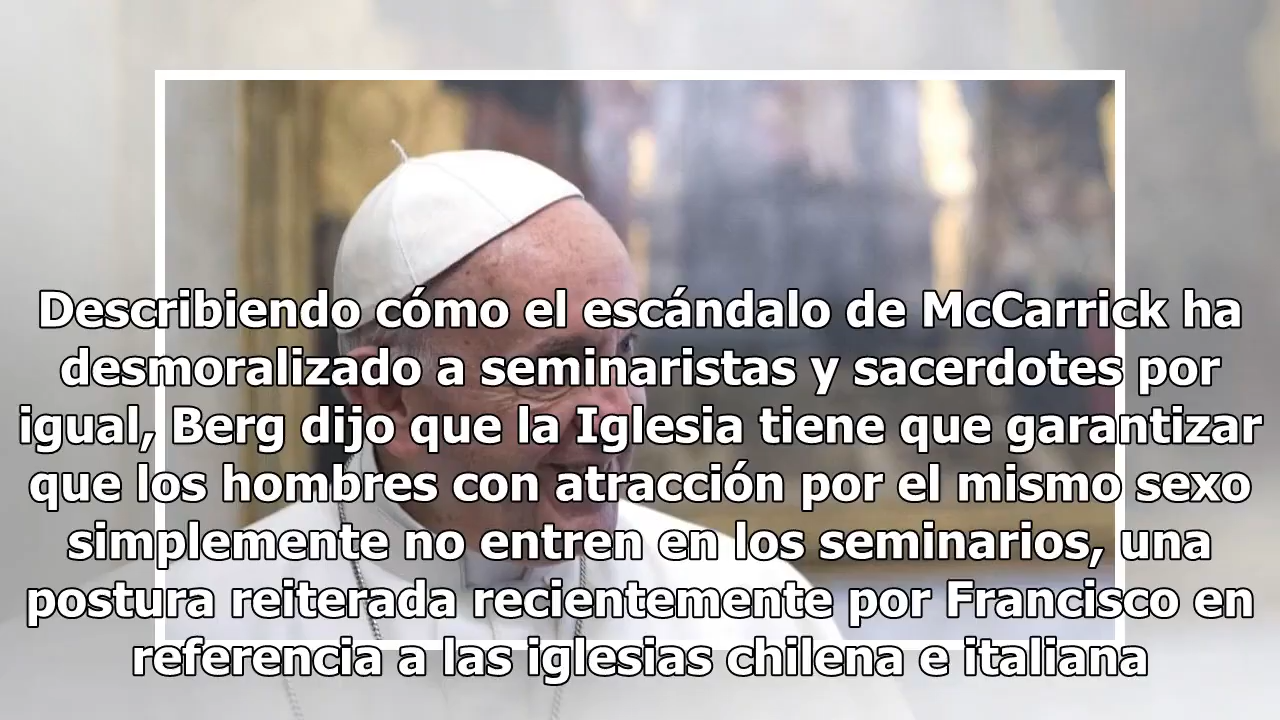 Describiendo cómo el escándalo de McCarrick ha
desmoralizado a seminaristas y sacerdotes por
igual, Berg dijo que la Iglesia tiene que garantizar
que los hombres con atracción por el mismo sexo
simplemente no entren en los seminarios, una
postura reiterada recientemente por Francisco en
referencia a las iglesias chilena e italiana